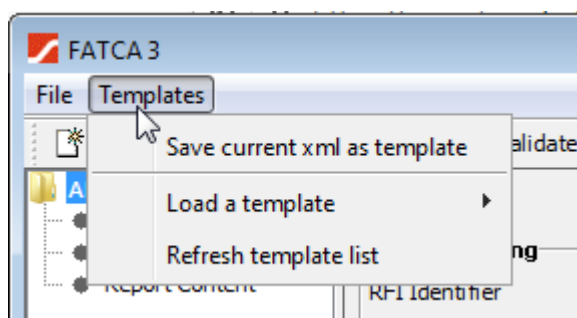 FATCA 3
File Templates
Save current xml as template
alidate
A
Load a template
Refresh template list
ng
Report Content
RFI Identifier